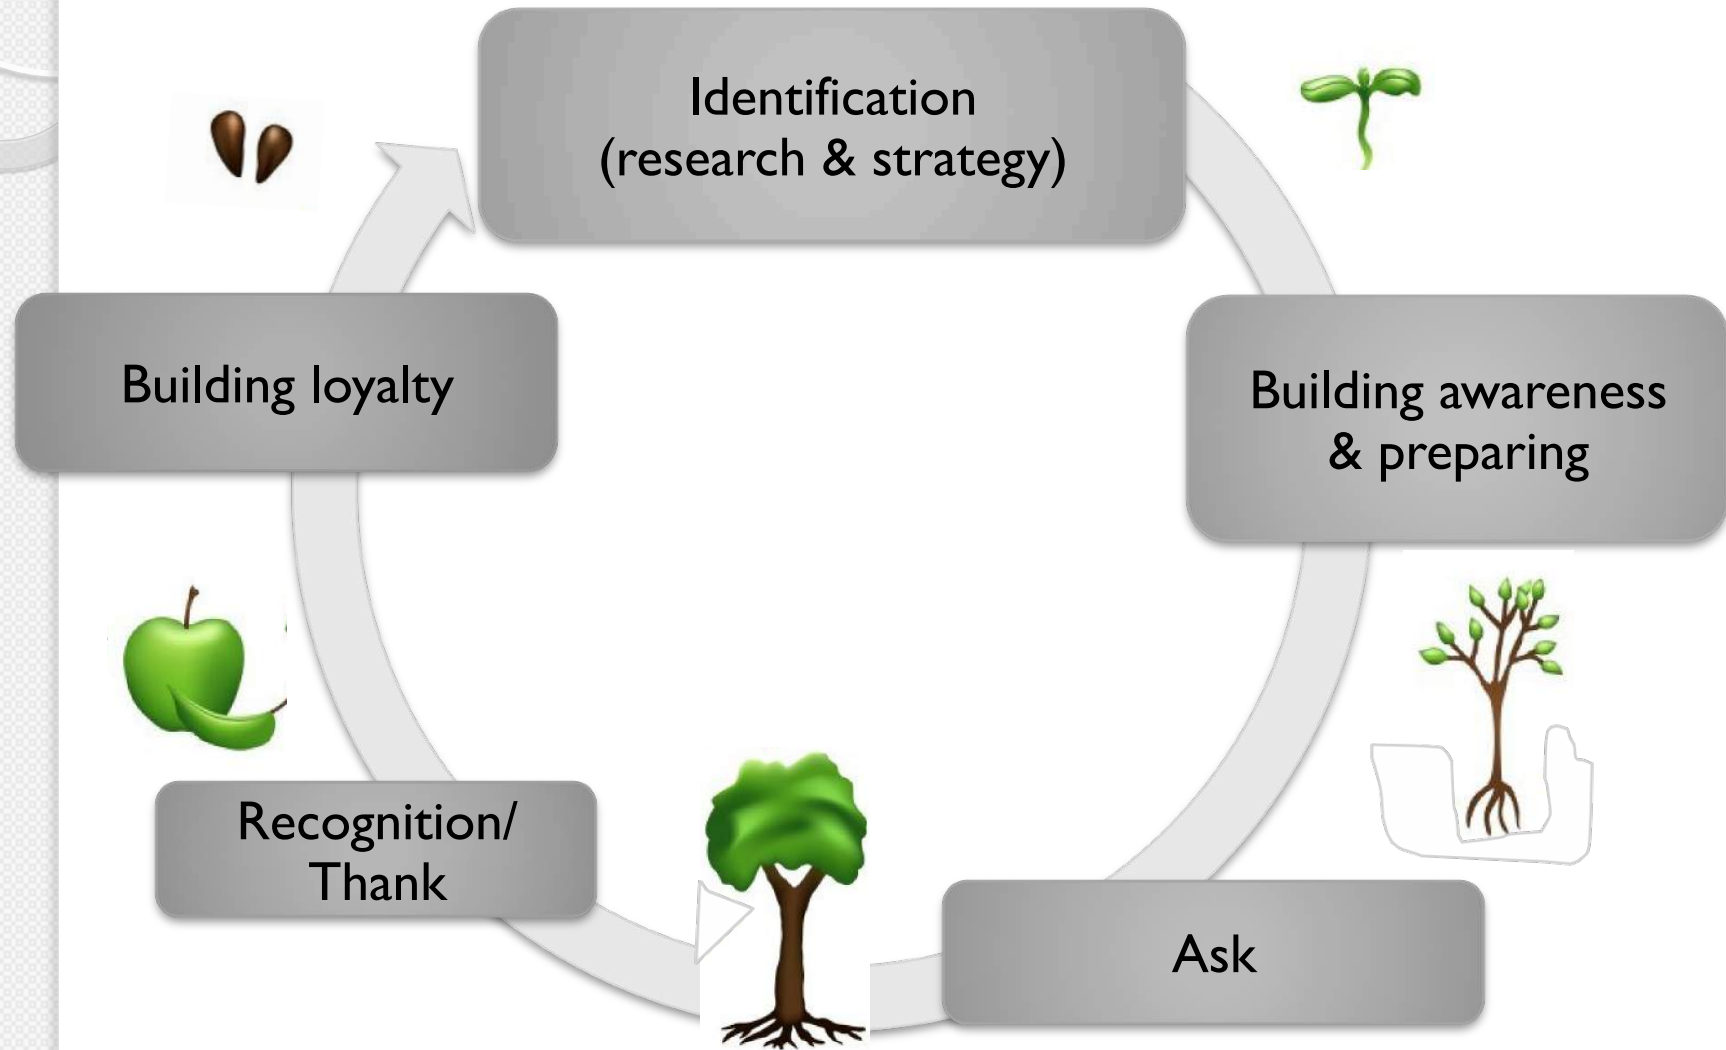 Identification
(research & strategy)
Building awareness
& preparing
Ask
Recognition/
Thank
Building loyalty